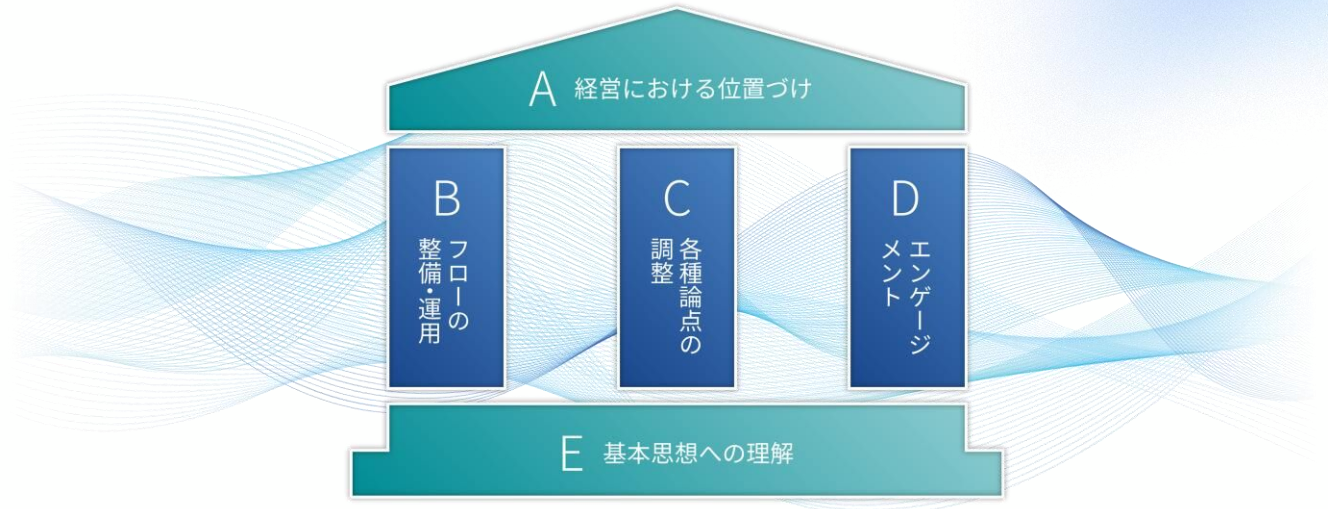 A 経営における位置づけ
B
フローの
整備・運用
C
各種論点の
調整
D
エンゲージ
メント
E 基本思想への理解